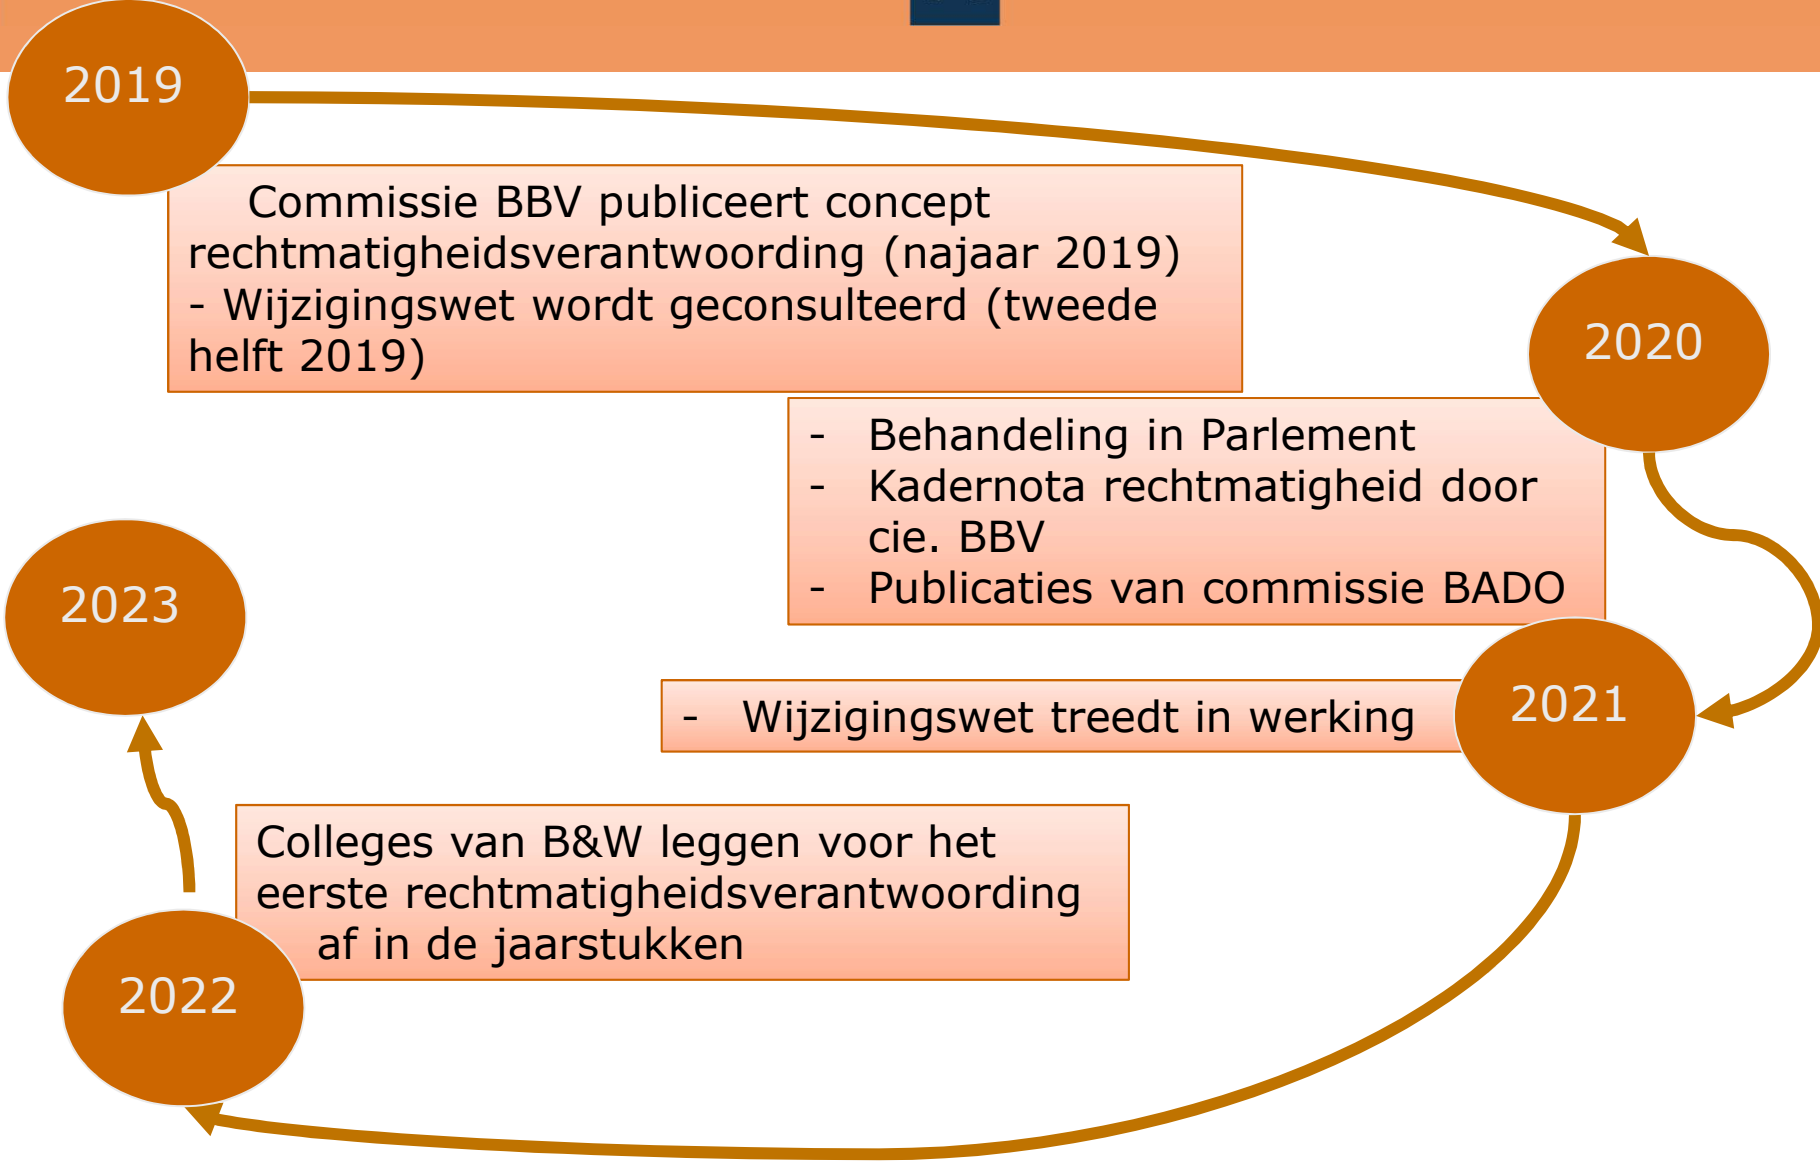 2019
Commissie BBV publiceert concept
rechtmatigheidsverantwoording (najaar 2019)
- Wijzigingswet wordt geconsulteerd (tweede
helft 2019)
2020
- Behandeling in Parlement
- Kadernota rechtmatigheid door
cie. BBV
- Publicaties van commissie BADO
2021
- Wijzigingswet treedt in werking
2022
Colleges van B&W leggen voor het
eerste rechtmatigheidsverantwoording
af in de jaarstukken
2023